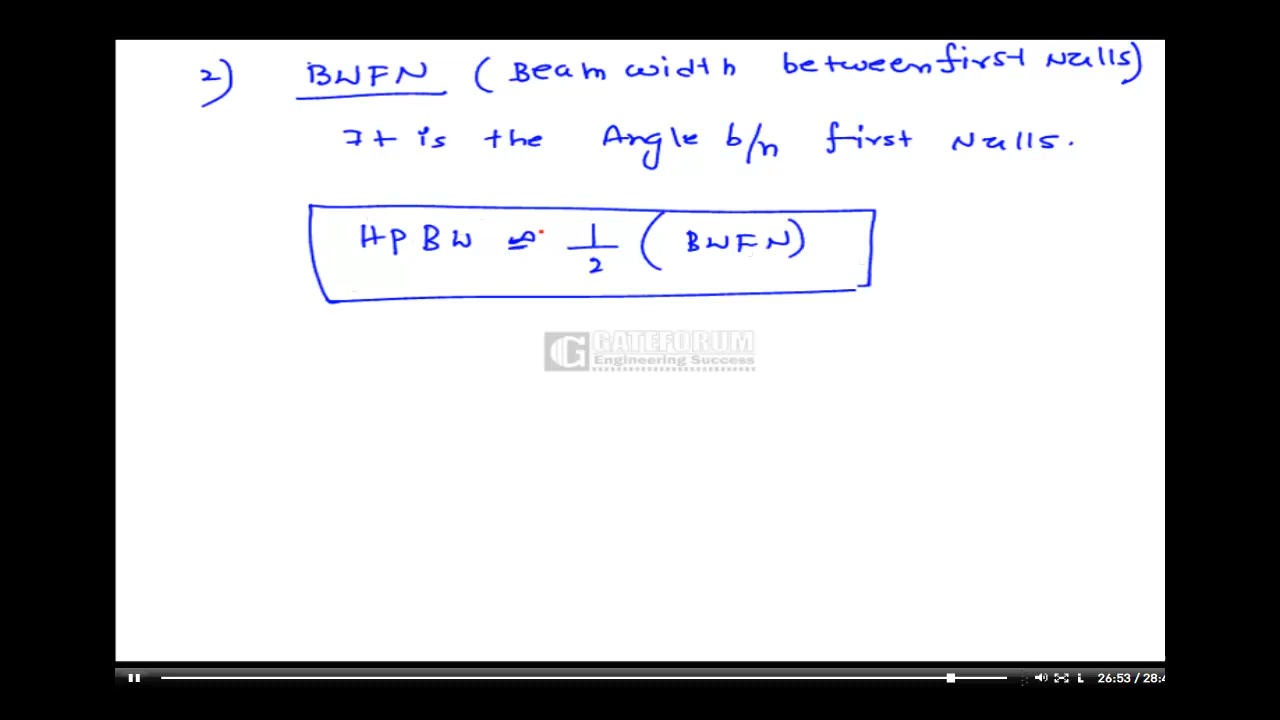 2) BWFN (Beam width between first Nulls)
It is the Angle b/n first Nulls.
HPBW ≃ 1/2 (BWFN)
G GATEFORUM
Engineering Success
26:53 / 28:4